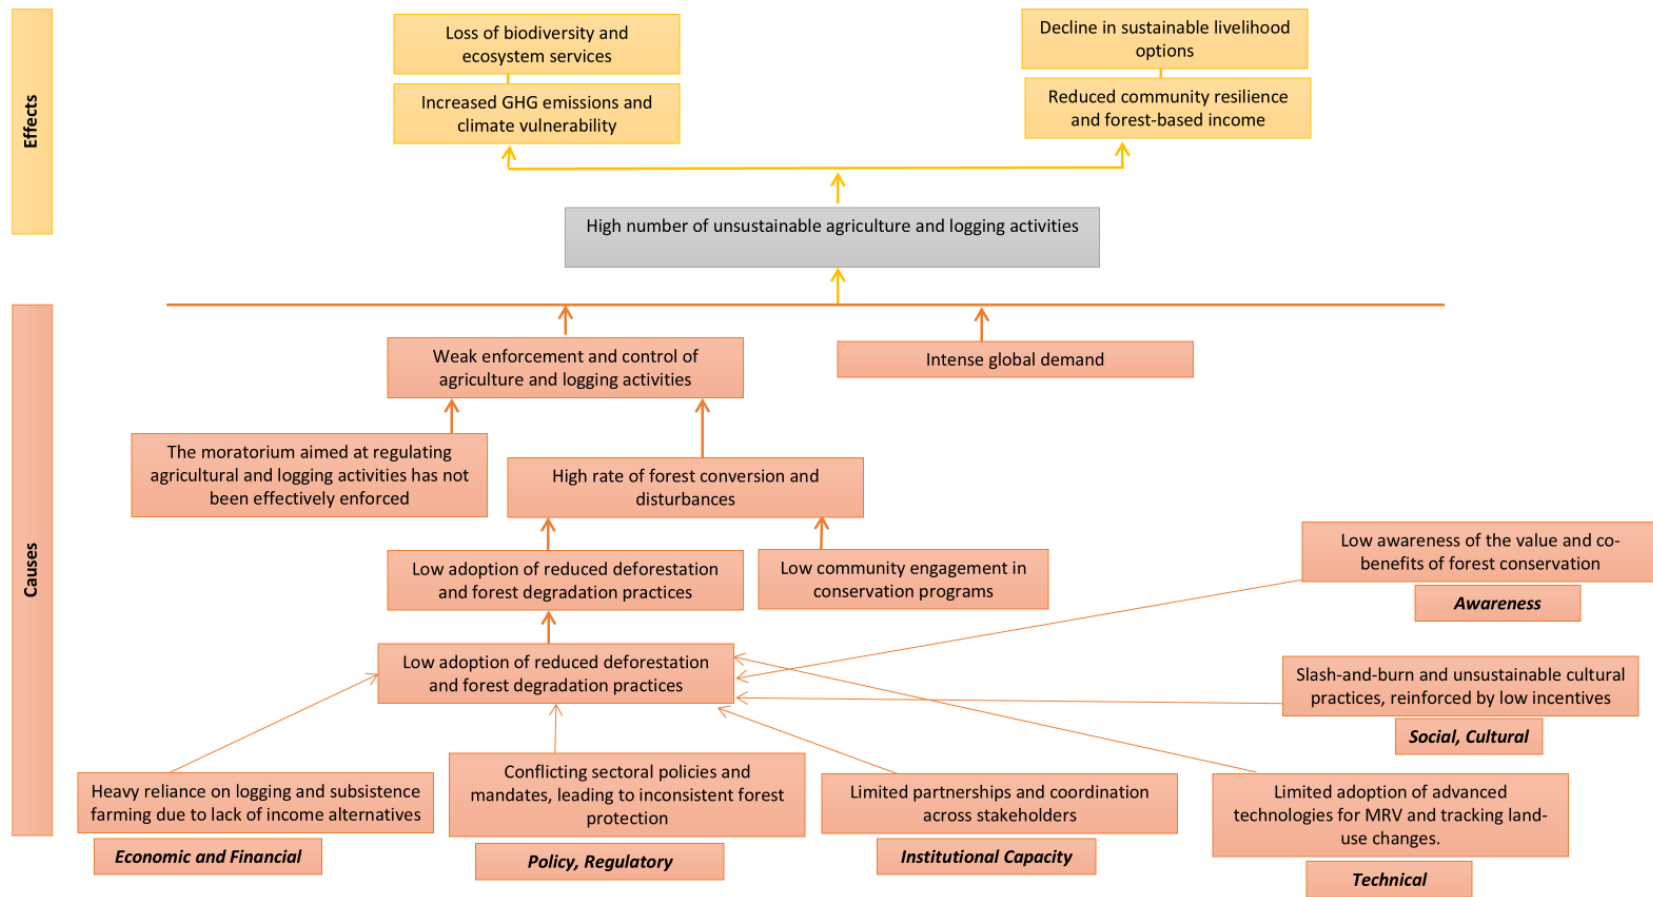 Effects
Loss of biodiversity and
ecosystem services
Increased GHG emissions and
climate vulnerability
Decline in sustainable livelihood
options
Reduced community resilience
and forest-based income
High number of unsustainable agriculture and logging activities
Causes
Weak enforcement and control of
agriculture and logging activities
Intense global demand
The moratorium aimed at regulating
agricultural and logging activities has not
been effectively enforced
High rate of forest conversion and
disturbances
Low adoption of reduced deforestation
and forest degradation practices
Low community engagement in
conservation programs
Low awareness of the value and co-
benefits of forest conservation
Awareness
Low adoption of reduced deforestation
and forest degradation practices
Slash-and-burn and unsustainable cultural
practices, reinforced by low incentives
Social, Cultural
Heavy reliance on logging and subsistence
farming due to lack of income alternatives
Economic and Financial
Conflicting sectoral policies and
mandates, leading to inconsistent forest
protection
Policy, Regulatory
Limited partnerships and coordination
across stakeholders
Institutional Capacity
Limited adoption of advanced
technologies for MRV and tracking land-
use changes.
Technical